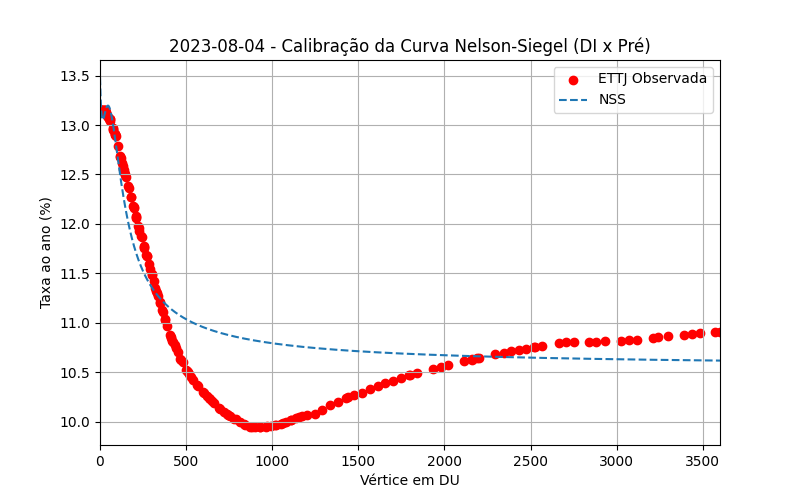 2023-08-04 - Calibração da Curva Nelson-Siegel (DI x Pré)
ETTJ Observada
NSS
Taxa ao ano (%)
13.5
13.0
12.5
12.0
11.5
11.0
10.5
10.0
0 500 1000 1500 2000 2500 3000 3500
Vértice em DU